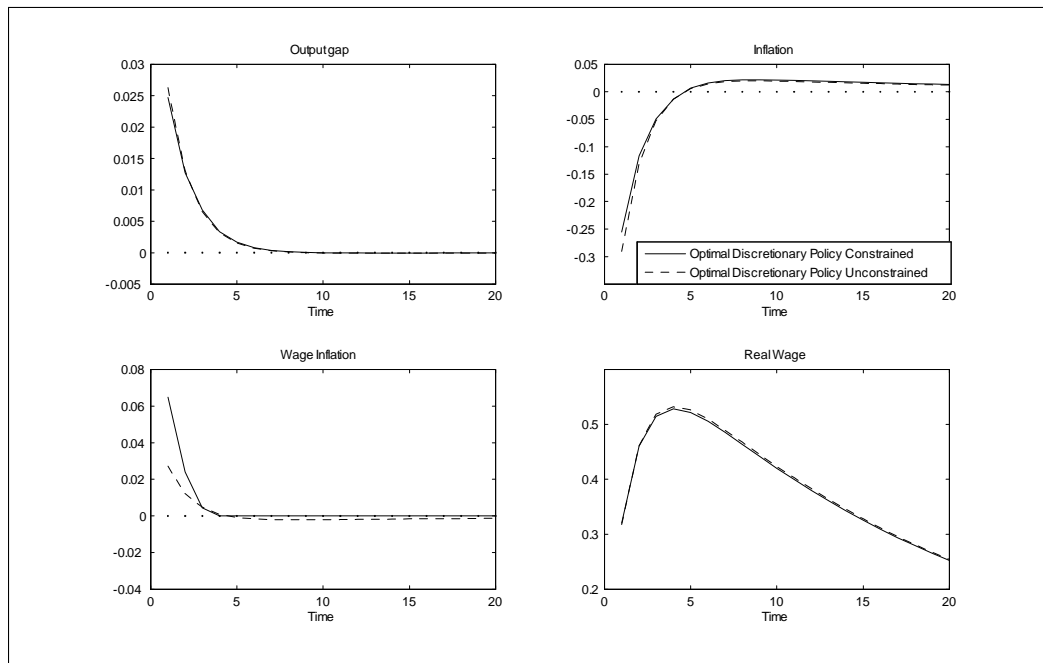 Output gap
0.03
0.025
0.02
0.015
0.01
0.005
0
-0.005
0 5 10 15 20
Time
Inflation
0.05
0
-0.05
-0.1
-0.15
-0.2
-0.25
-0.3
Optimal Discretionary Policy Constrained
Optimal Discretionary Policy Unconstrained
0 5 10 15 20
Time
Wage Inflation
0.08
0.06
0.04
0.02
0
-0.02
-0.04
0 5 10 15 20
Time
Real Wage
0.5
0.4
0.3
0.2
0 5 10 15 20
Time